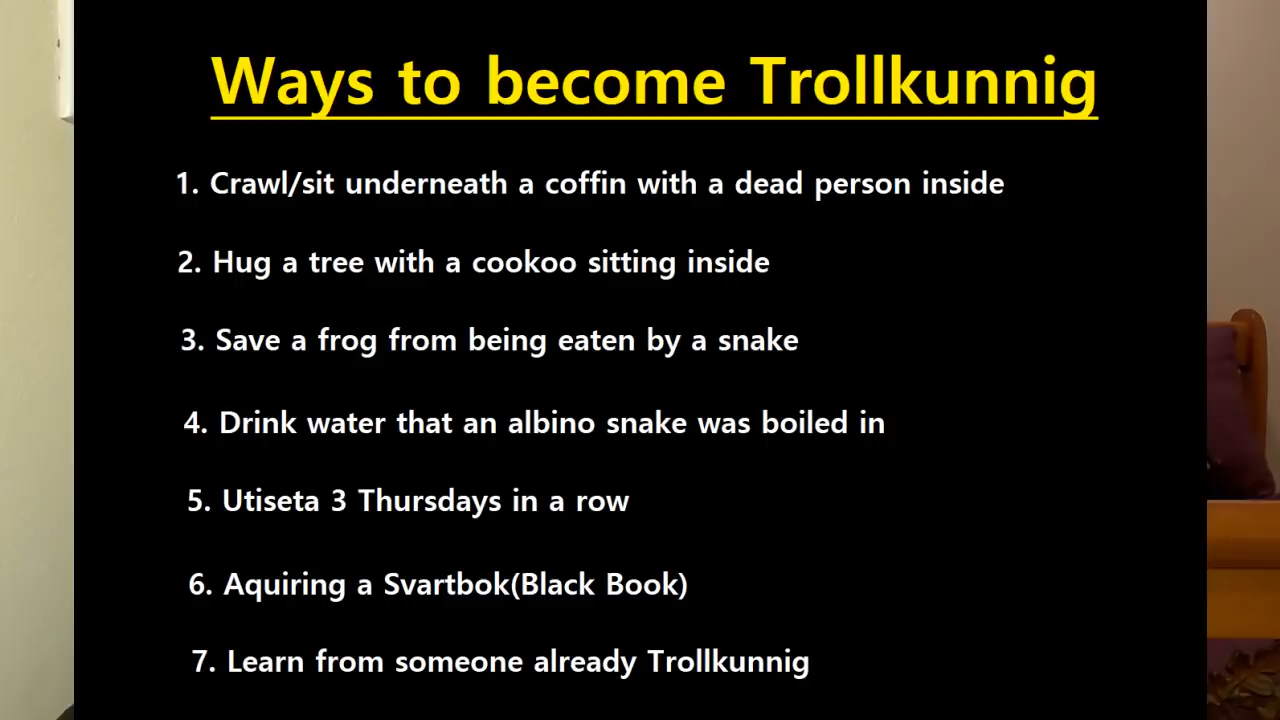 Ways to become Trollkunnig
1. Crawl/sit underneath a coffin with a dead person inside
2. Hug a tree with a cookoo sitting inside
3. Save a frog from being eaten by a snake
4. Drink water that an albino snake was boiled in
5. Utiseta 3 Thursdays in a row
6. Aquiring a Svartbok(Black Book)
7. Learn from someone already Trollkunnig